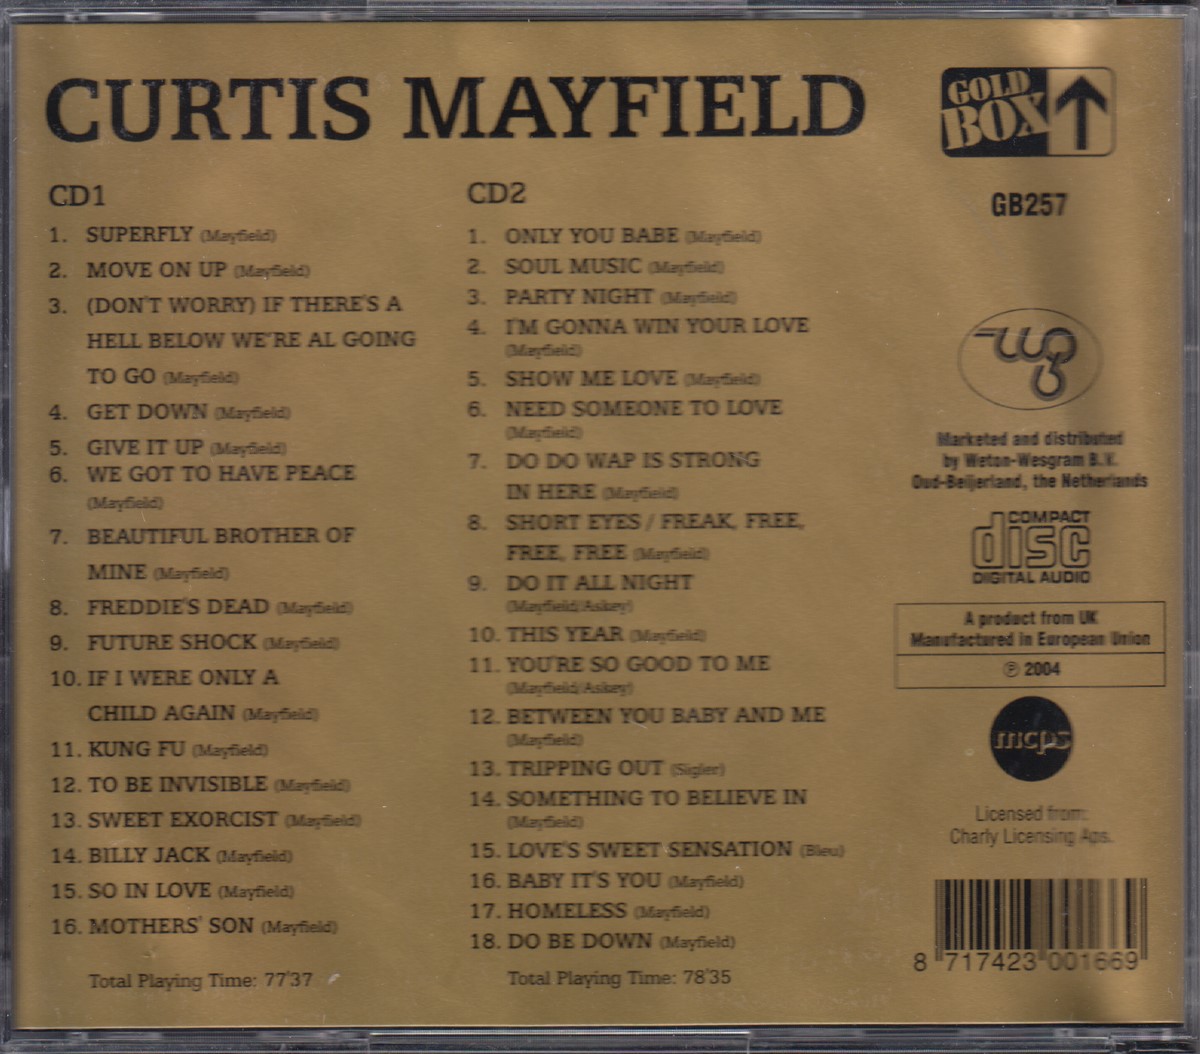 CURTIS MAYFIELD
CD1
1. SUPERFLY (Mayfield)
2. MOVE ON UP (Mayfield)
3. (DON'T WORRY) IF THERE'S A
HELL BELOW WE'RE AL GOING
TO GO (Mayfield)
4. GET DOWN (Mayfield)
5. GIVE IT UP (Mayfield)
6. WE GOT TO HAVE PEACE
(Mayfield)
7. BEAUTIFUL BROTHER OF
MINE (Mayfield)
8. FREDDIE'S DEAD (Mayfield)
9. FUTURE SHOCK (Mayfield)
10. IF I WERE ONLY A
CHILD AGAIN (Mayfield)
11. KUNG FU (Mayfield)
12. TO BE INVISIBLE (Mayfield)
13. SWEET EXORCIST (Mayfield)
14. BILLY JACK (Mayfield)
15. SO IN LOVE (Mayfield)
16. MOTHERS' SON (Mayfield)
Total Playing Time: 77'37
CD2
1. ONLY YOU BABE (Mayfield)
2. SOUL MUSIC (Mayfield)
3. PARTY NIGHT (Mayfield)
4. I'M GONNA WIN YOUR LOVE
(Mayfield)
5. SHOW ME LOVE (Mayfield)
6. NEED SOMEONE TO LOVE
(Mayfield)
7. DO DO WAP IS STRONG
IN HERE (Mayfield)
8. SHORT EYES / FREAK, FREE,
FREE, FREE (Mayfield)
9. DO IT ALL NIGHT
(Mayfield/Askey)
10. THIS YEAR (Mayfield)
11. YOU'RE SO GOOD TO ME
(Mayfield/Askey)
12. BETWEEN YOU BABY AND ME
(Mayfield)
13. TRIPPING OUT (Sigler)
14. SOMETHING TO BELIEVE IN
(Mayfield)
15. LOVE'S SWEET SENSATION (Bleu)
16. BABY IT'S YOU (Mayfield)
17. HOMELESS (Mayfield)
18. DO BE DOWN (Mayfield)
Total Playing Time: 78'35
GOLD
BOX
GB257
wg
Marketed and distributed
by Weton-Wesgram B.V.
Oud-Beijerland, the Netherlands
COMPACT
disc
DIGITAL AUDIO
A product from UK
Manufactured in European Union
℗ 2004
mcps
Licensed from:
Charly Licensing Aps.
8 717423 001669